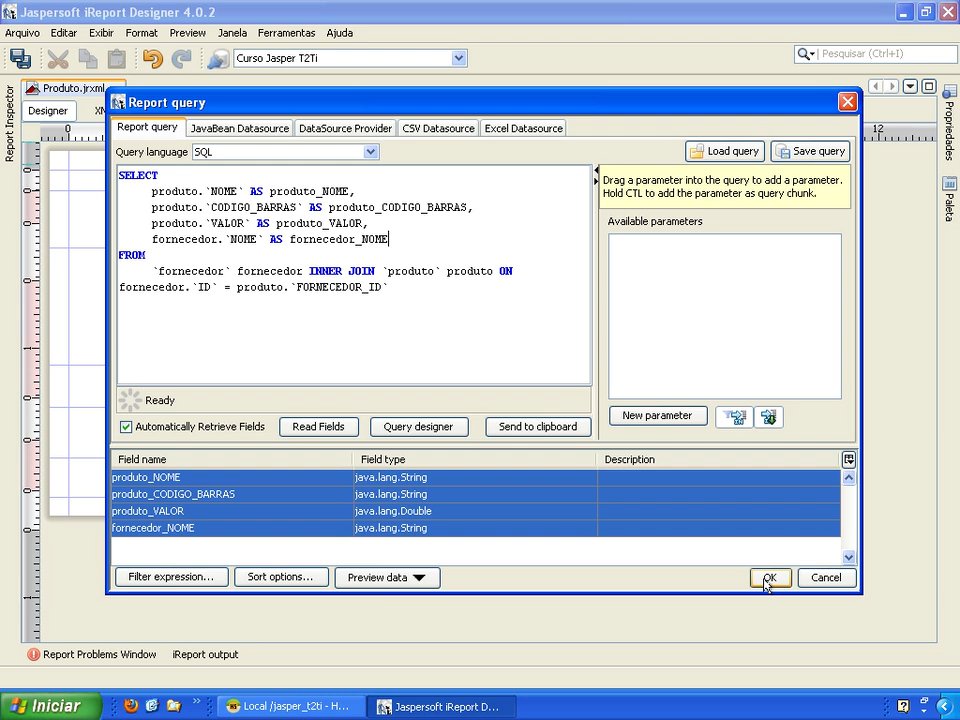 Jaspersoft iReport Designer 4.0.2
Arquivo Editar Exibir Format Preview Janela Ferramentas Ajuda
Curso Jasper T2Ti
Pesquisar (Ctrl+I)
Produto.jrxml
Designer
Report Inspector
Propriedades
Paleta
0
12
Report query
Report query JavaBean Datasource DataSource Provider CSV Datasource Excel Datasource
Query language SQL
Load query Save query
SELECT
produto.`NOME` AS produto_NOME,
produto.`CODIGO_BARRAS` AS produto_CODIGO_BARRAS,
produto.`VALOR` AS produto_VALOR,
fornecedor.`NOME` AS fornecedor_NOME
FROM
`fornecedor` fornecedor INNER JOIN `produto` produto ON
fornecedor.`ID` = produto.`FORNECEDOR_ID`
Drag a parameter into the query to add a parameter.
Hold CTL to add the parameter as query chunk.
Available parameters
Ready
New parameter
Automatically Retrieve Fields Read Fields Query designer Send to clipboard
Field name Field type Description
produto_NOME java.lang.String
produto_CODIGO_BARRAS java.lang.String
produto_VALOR java.lang.Double
fornecedor_NOME java.lang.String
Filter expression... Sort options... Preview data OK Cancel
Report Problems Window iReport output
Iniciar
Local /jasper_t2ti - H...
Jaspersoft iReport D...